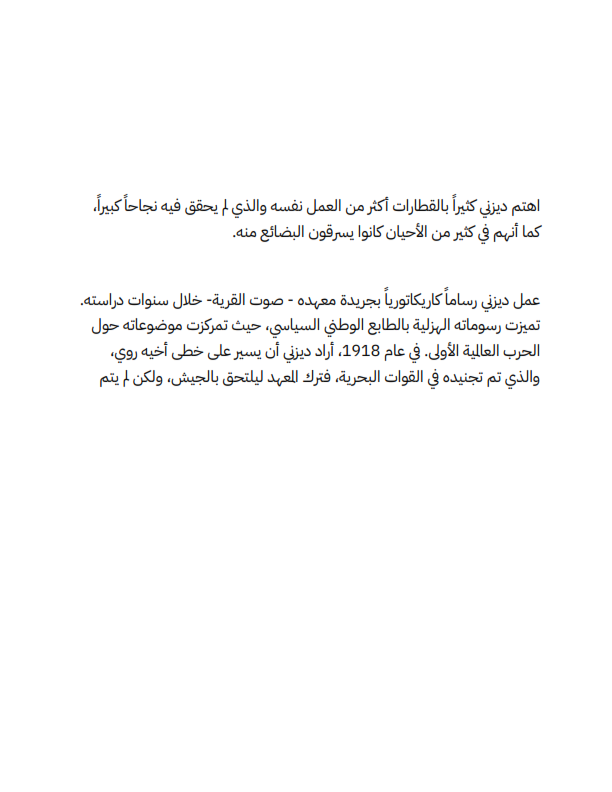 اهتم ديزني كثيراً بالقطارات أكثر من العمل نفسه والذي لم يحقق فيه نجاحاً كبيراً،
كما أنهم في كثير من الأحيان كانوا يسرقون البضائع منه.
عمل ديزني رساماً كاريكاتورياً بجريدة معهده - صوت القرية- خلال سنوات دراسته.
تميزت رسوماته الهزلية بالطابع الوطني السياسي، حيث تمركزت موضوعاته حول
الحرب العالمية الأولى. في عام 1918، أراد ديزني أن يسير على خطى أخيه روي،
والذي تم تجنيده في القوات البحرية، فترك المعهد ليلتحق بالجيش، ولكن لم يتم